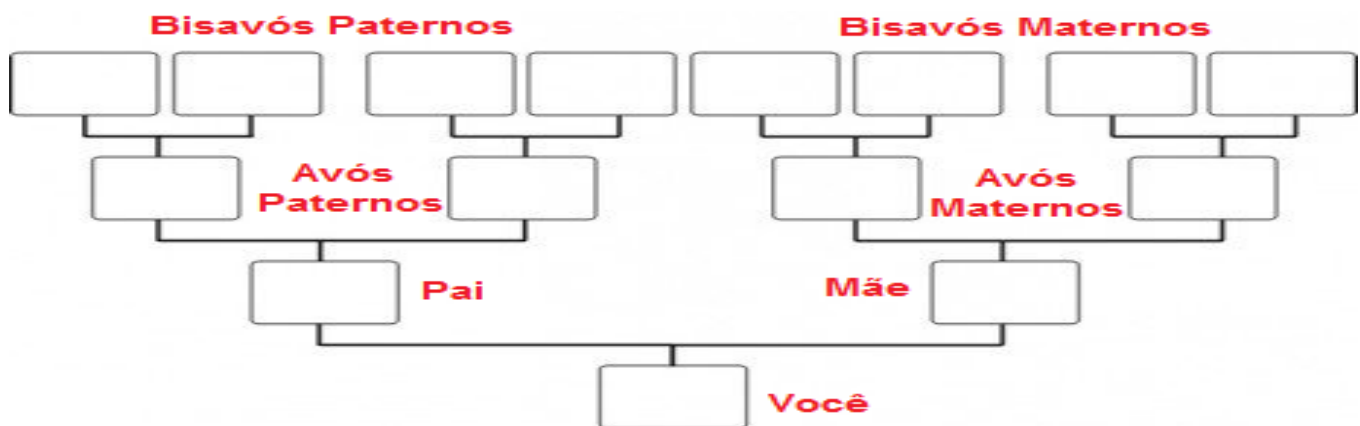 Bisavós Paternos
Bisavós Maternos
Avós
Paternos
Avós
Maternos
Pai
Mãe
Você